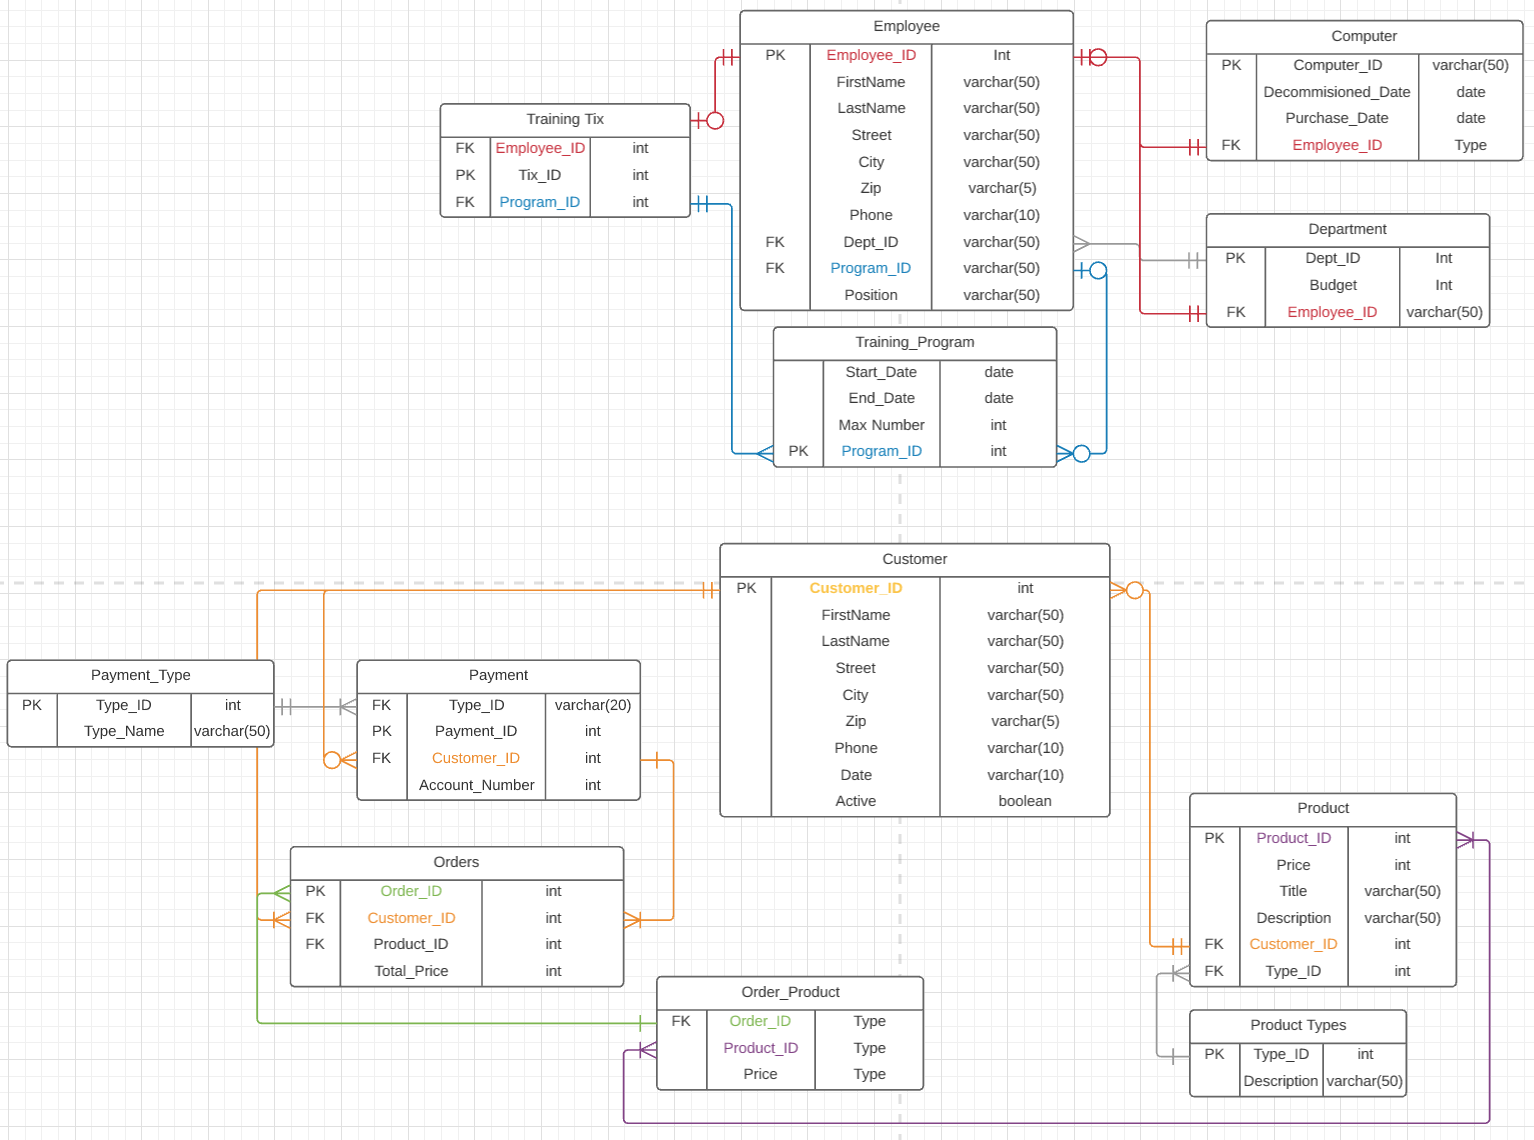 Employee
PK Employee_ID Int
FirstName varchar(50)
LastName varchar(50)
Street varchar(50)
City varchar(50)
Zip varchar(5)
Phone varchar(10)
FK Dept_ID varchar(50)
FK Program_ID varchar(50)
Position varchar(50)
Computer
PK Computer_ID varchar(50)
Decommisioned_Date date
Purchase_Date date
FK Employee_ID Type
Training Tix
FK Employee_ID int
PK Tix_ID int
FK Program_ID int
Department
PK Dept_ID Int
Budget Int
FK Employee_ID varchar(50)
Training_Program
Start_Date date
End_Date date
Max Number int
PK Program_ID int
Customer
PK Customer_ID int
FirstName varchar(50)
LastName varchar(50)
Street varchar(50)
City varchar(50)
Zip varchar(5)
Phone varchar(10)
Date varchar(10)
Active boolean
Payment_Type
PK Type_ID int
Type_Name varchar(50)
Payment
FK Type_ID varchar(20)
PK Payment_ID int
FK Customer_ID int
Account_Number int
Product
PK Product_ID int
Price int
Title varchar(50)
Description varchar(50)
FK Customer_ID int
FK Type_ID int
Orders
PK Order_ID int
FK Customer_ID int
FK Product_ID int
Total_Price int
Order_Product
FK Order_ID Type
Product_ID Type
Price Type
Product Types
PK Type_ID int
Description varchar(50)